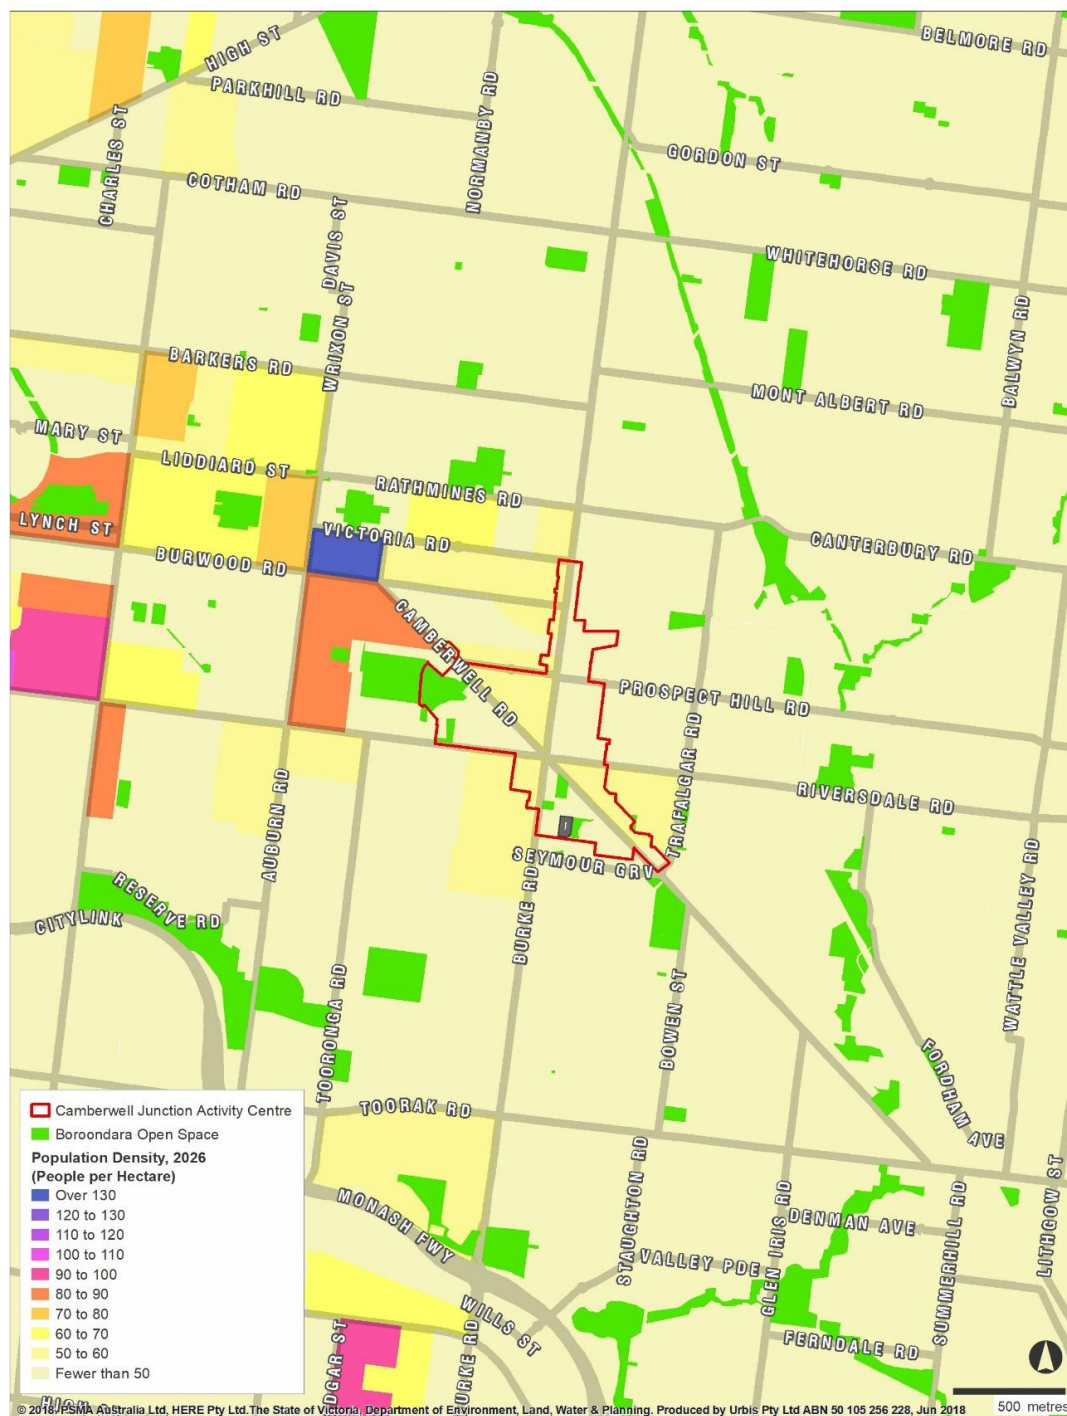 HIGH ST
BELMORE RD
PARKHILL RD
NORMANBY RD
CHARLES ST
GORDON ST
COTHAM RD
DAVIS ST
WHITEHORSE RD
WRIXON ST
BALWYN RD
BARKERS RD
MONT ALBERT RD
MARY ST
LIDDIARD ST
RATHMINES RD
LYNCH ST
VICTORIA RD
CANTERBURY RD
BURWOOD RD
CAMBERWELL RD
PROSPECT HILL RD
TRAFALGAR RD
RIVERSDALE RD
AUBURN RD
SEYMOUR GRV
BURKE RD
RESERVE RD
CITYLINK
WATTLE VALLEY RD
TOORONGA RD
BOWEN ST
FORDHAM AVE
TOORAK RD
STAUGHTON RD
LITHGOW ST
MONASH FWY
GLEN IRIS RD
DENMAN AVE
SUMMERHILL RD
VALLEY PDE
WILLS ST
FERNDALE RD
Camberwell Junction Activity Centre
Boroondara Open Space
Population Density, 2026
(People per Hectare)
Over 130
120 to 130
110 to 120
100 to 110
90 to 100
80 to 90
70 to 80
60 to 70
50 to 60
Fewer than 50
500 metres
© 2018. PSMA Australia Ltd, HERE Pty Ltd.The State of Victoria, Department of Environment, Land, Water & Planning. Produced by Urbis Pty Ltd ABN 50 105 256 228, Jun 2018